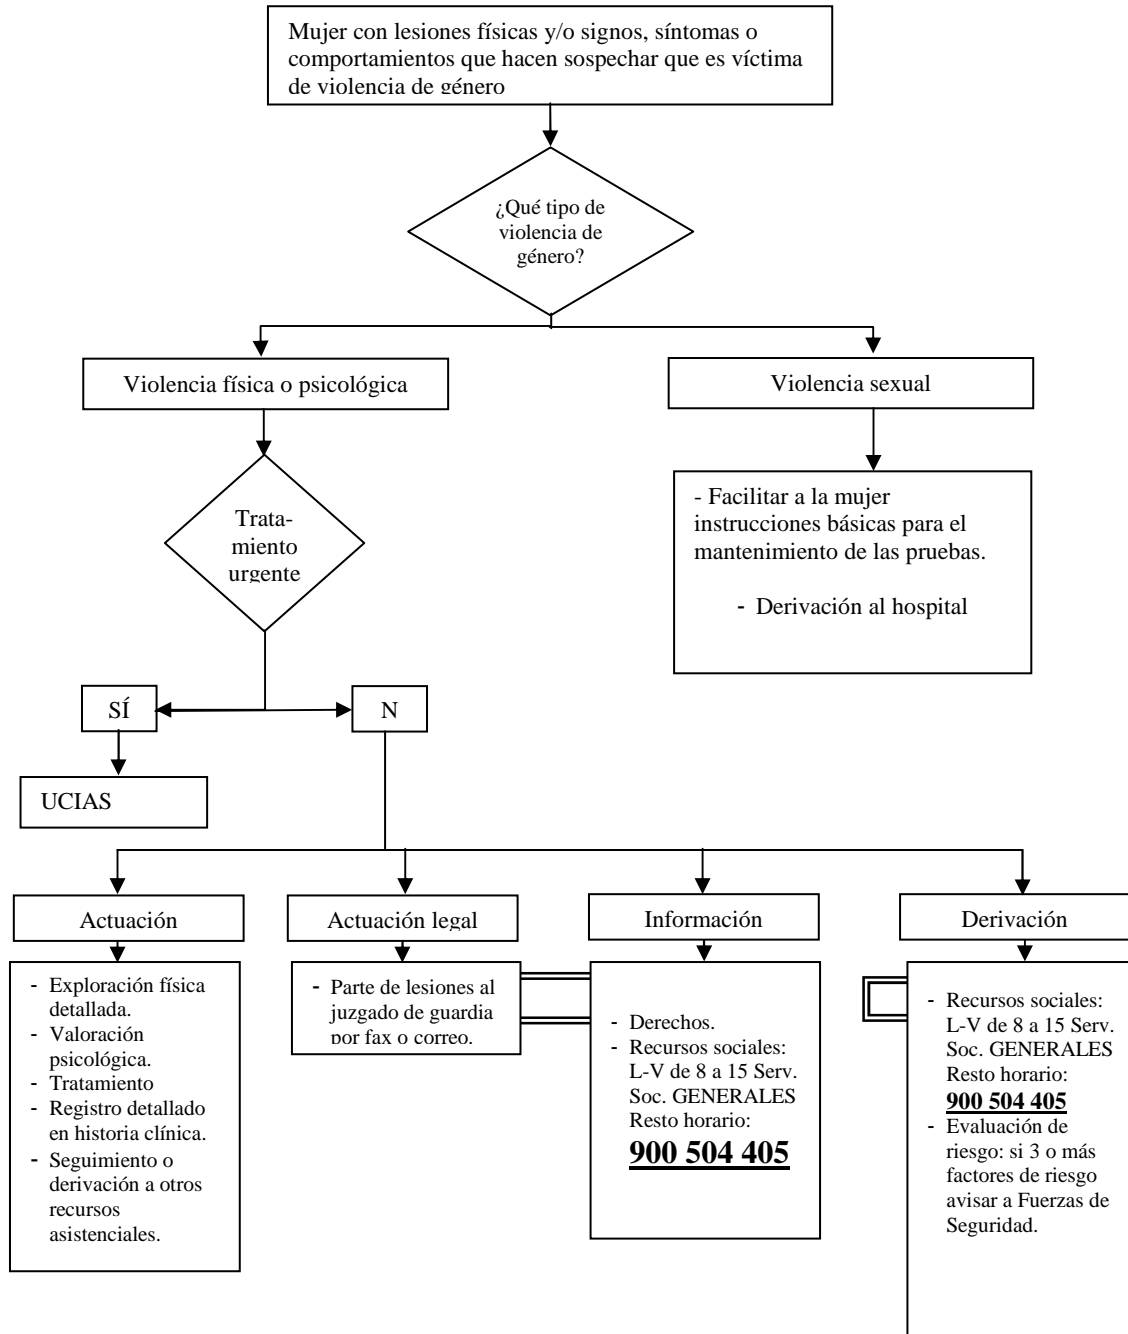 Mujer con lesiones físicas y/o signos, síntomas o
comportamientos que hacen sospechar que es víctima
de violencia de género
¿Qué tipo de
violencia de
género?
Violencia física o psicológica
Violencia sexual
Trata-
miento
urgente
- Facilitar a la mujer
instrucciones básicas para el
mantenimiento de las pruebas.
- Derivación al hospital
SÍ
N
UCIAS
Actuación
Actuación legal
Información
Derivación
- Exploración física
detallada.
- Valoración
psicológica.
- Tratamiento
- Registro detallado
en historia clínica.
- Seguimiento o
derivación a otros
recursos
asistenciales.
- Parte de lesiones al
juzgado de guardia
por fax o correo.
- Derechos.
- Recursos sociales:
L-V de 8 a 15 Serv.
Soc. GENERALES
Resto horario:
900 504 405
- Recursos sociales:
L-V de 8 a 15 Serv.
Soc. GENERALES
Resto horario:
900 504 405
- Evaluación de
riesgo: si 3 o más
factores de riesgo
avisar a Fuerzas de
Seguridad.